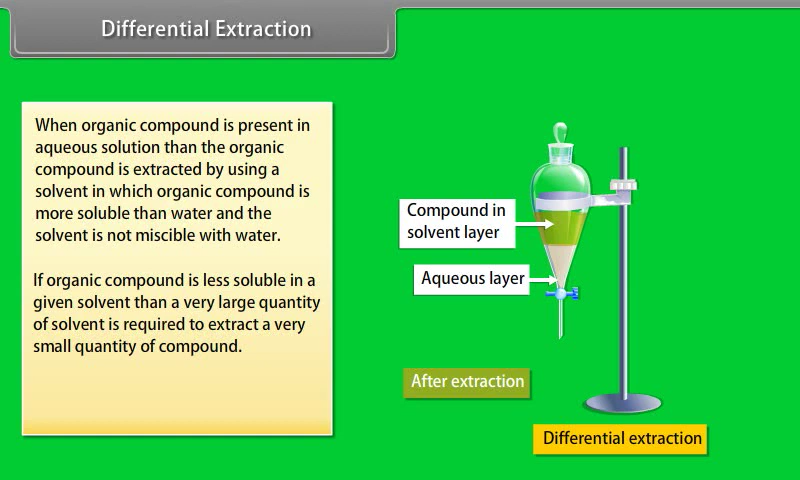 Differential Extraction
When organic compound is present in
aqueous solution than the organic
compound is extracted by using a
solvent in which organic compound is
more soluble than water and the
solvent is not miscible with water.
If organic compound is less soluble in a
given solvent than a very large quantity
of solvent is required to extract a very
small quantity of compound.
Compound in
solvent layer
Aqueous layer
After extraction
Differential extraction